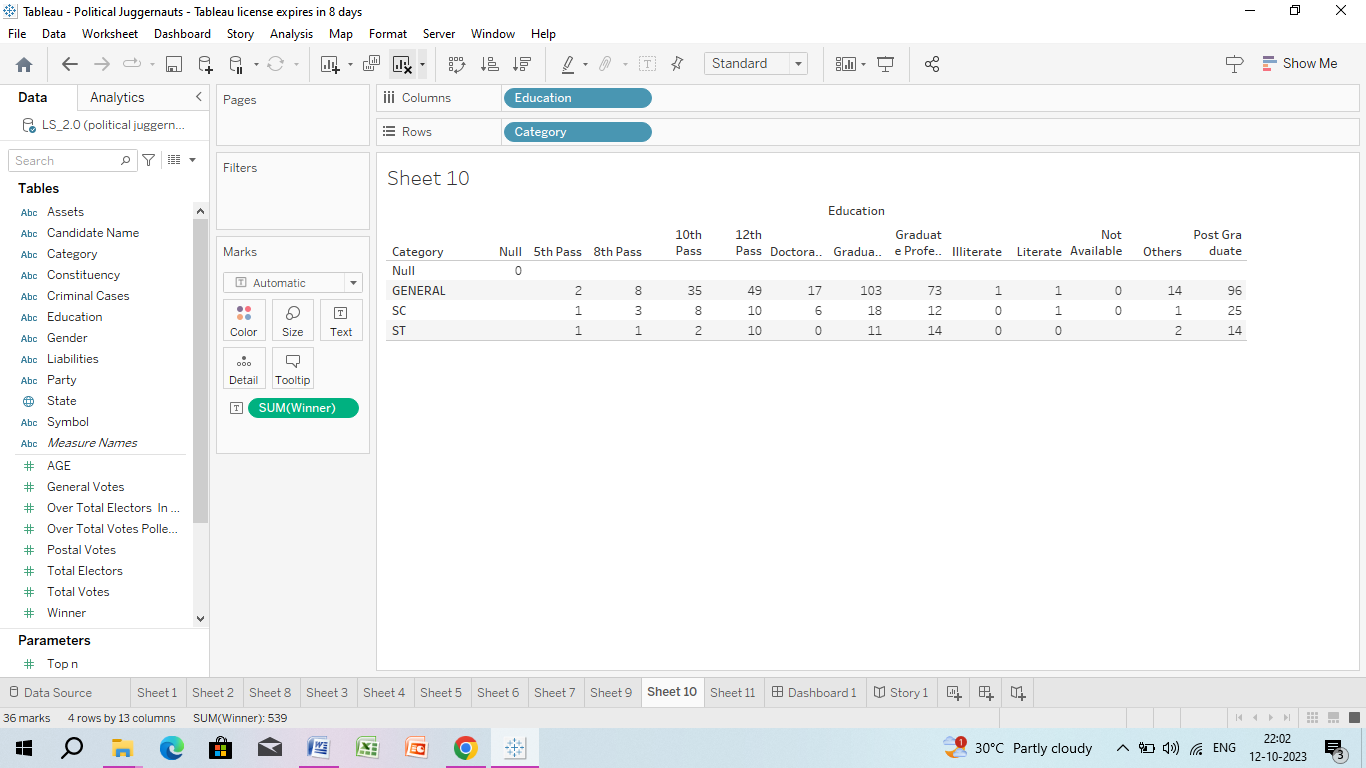 Tableau - Political Juggernauts - Tableau license expires in 8 days
File Data Worksheet Dashboard Story Analysis Map Format Server Window Help
Standard Show Me
Data Analytics
LS_2.0 (political juggern...
Search
Tables
Abc Assets
Abc Candidate Name
Abc Category
Abc Constituency
Abc Criminal Cases
Abc Education
Abc Gender
Abc Liabilities
Abc Party
State
Abc Symbol
Abc Measure Names
# AGE
# General Votes
# Over Total Electors In ...
# Over Total Votes Polle...
# Postal Votes
# Total Electors
# Total Votes
# Winner
Parameters
# Top n
Pages
Filters
Marks
T Automatic
Color Size T Text
Detail Tooltip
T SUM(Winner)
Columns Education
Rows Category
Sheet 10
Education
Category Null 5th Pass 8th Pass 10th Pass 12th Pass Doctora.. Gradua.. Graduat e Profe.. Illiterate Literate Not Available Others Post Gra duate
Null 0
GENERAL 2 8 35 49 17 103 73 1 1 0 14 96
SC 1 3 8 10 6 18 12 0 1 0 1 25
ST 1 1 2 10 0 11 14 0 0 2 14
Data Source Sheet 1 Sheet 2 Sheet 8 Sheet 3 Sheet 4 Sheet 5 Sheet 6 Sheet 7 Sheet 9 Sheet 10 Sheet 11 Dashboard 1 Story 1
36 marks 4 rows by 13 columns SUM(Winner): 539
30°C Partly cloudy ENG 22:02
12-10-2023